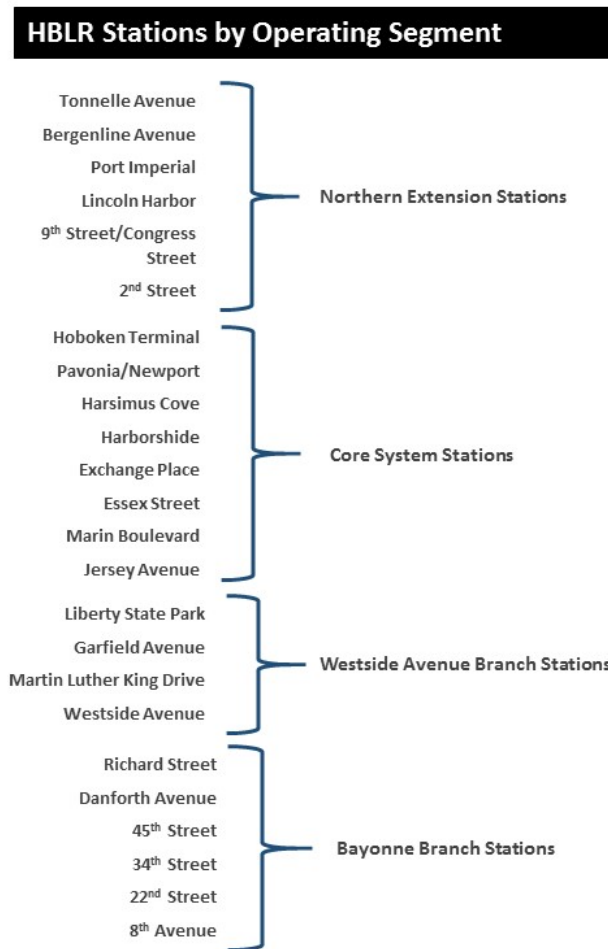 HBLR Stations by Operating Segment
Tonnelle Avenue
Bergenline Avenue
Port Imperial
Lincoln Harbor
9th Street/Congress
Street
2nd Street
Northern Extension Stations
Hoboken Terminal
Pavonia/Newport
Harsimus Cove
Harborshide
Exchange Place
Essex Street
Marin Boulevard
Jersey Avenue
Core System Stations
Liberty State Park
Garfield Avenue
Martin Luther King Drive
Westside Avenue
Westside Avenue Branch Stations
Richard Street
Danforth Avenue
45th Street
34th Street
22nd Street
8th Avenue
Bayonne Branch Stations